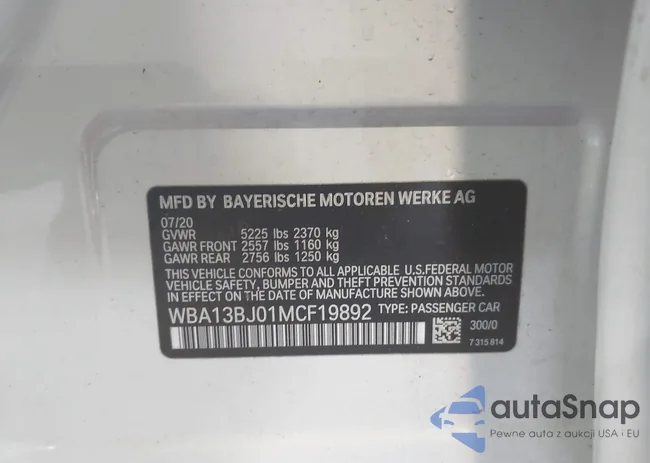 MFD BY BAYERISCHE MOTOREN WERKE AG
07/20
GVWR 5225 lbs 2370 kg
GAWR FRONT 2557 lbs 1160 kg
GAWR REAR 2756 lbs 1250 kg
THIS VEHICLE CONFORMS TO ALL APPLICABLE U.S.FEDERAL MOTOR
VEHICLE SAFETY, BUMPER AND THEFT PREVENTION STANDARDS
IN EFFECT ON THE DATE OF MANUFACTURE SHOWN ABOVE.
WBA13BJ01MCF19892 TYPE: PASSENGER CAR
300/0
7 315 814
autoSnap
Pewne auta z aukcji USA i EU